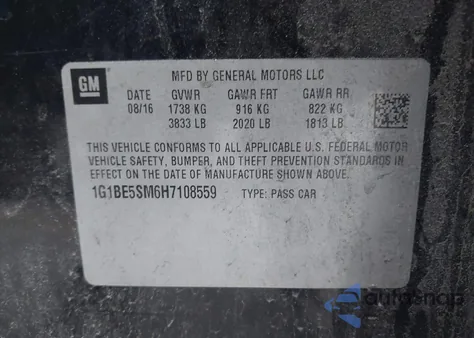 GM
MFD BY GENERAL MOTORS LLC
DATE GVWR GAWR FRT GAWR RR
08/16 1738 KG 916 KG 822 KG
3833 LB 2020 LB 1813 LB
THIS VEHICLE CONFORMS TO ALL APPLICABLE U.S. FEDERAL MOTOR
VEHICLE SAFETY, BUMPER, AND THEFT PREVENTION STANDARDS IN
EFFECT ON THE DATE OF MANUFACTURE SHOWN ABOVE.
1G1BE5SM6H7108559 TYPE: PASS CAR
autosnap